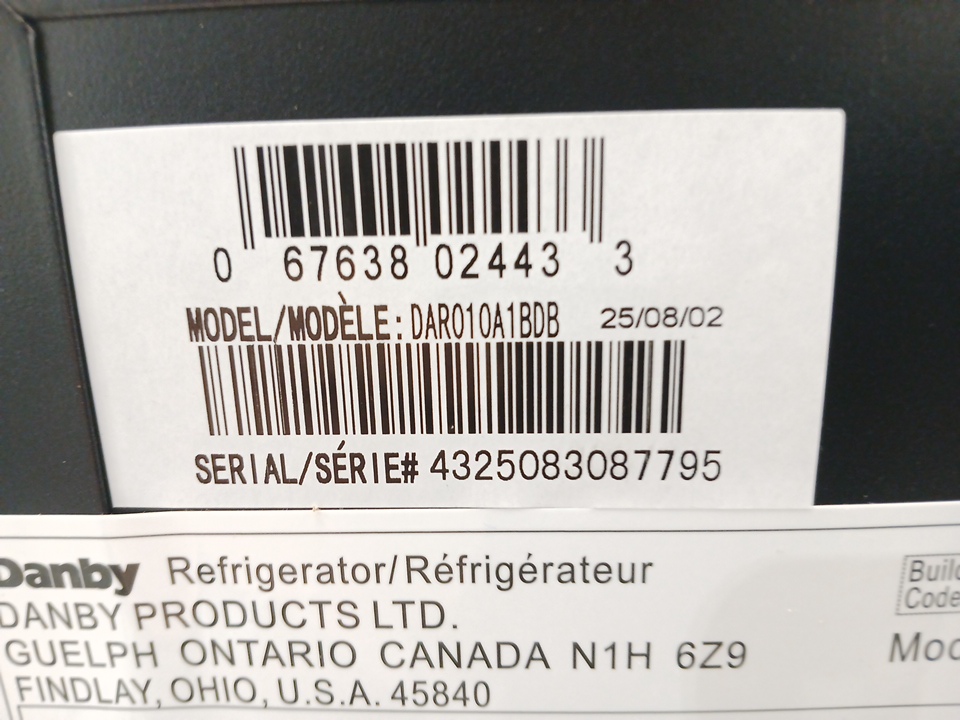 0 67638 02443 3
MODEL/MODÈLE: DAR010A1BDB 25/08/02
SERIAL/SÉRIE# 4325083087795
Danby Refrigerator/Réfrigérateur
DANBY PRODUCTS LTD.
GUELPH ONTARIO CANADA N1H 6Z9
FINDLAY, OHIO, U.S.A. 45840
Code